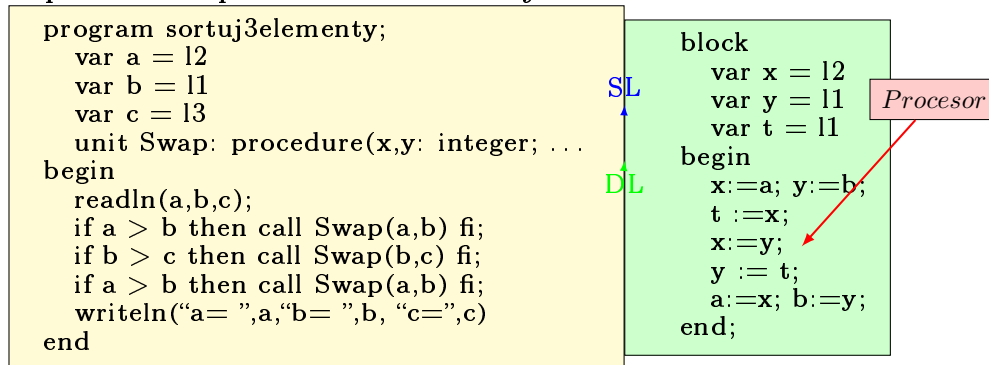 program sortuj3elementy;
var a = l2
var b = l1
var c = l3
unit Swap: procedure(x,y: integer; ...
begin
readln(a,b,c);
if a > b then call Swap(a,b) fi;
if b > c then call Swap(b,c) fi;
if a > b then call Swap(a,b) fi;
writeln(“a= ”,a,“b= ”,b, “c=”,c)
end
SL
DL
block
var x = l2
var y = l1
var t = l1
begin
x:=a; y:=b;
t :=x;
x:=y;
y := t;
a:=x; b:=y;
end;
Procesor